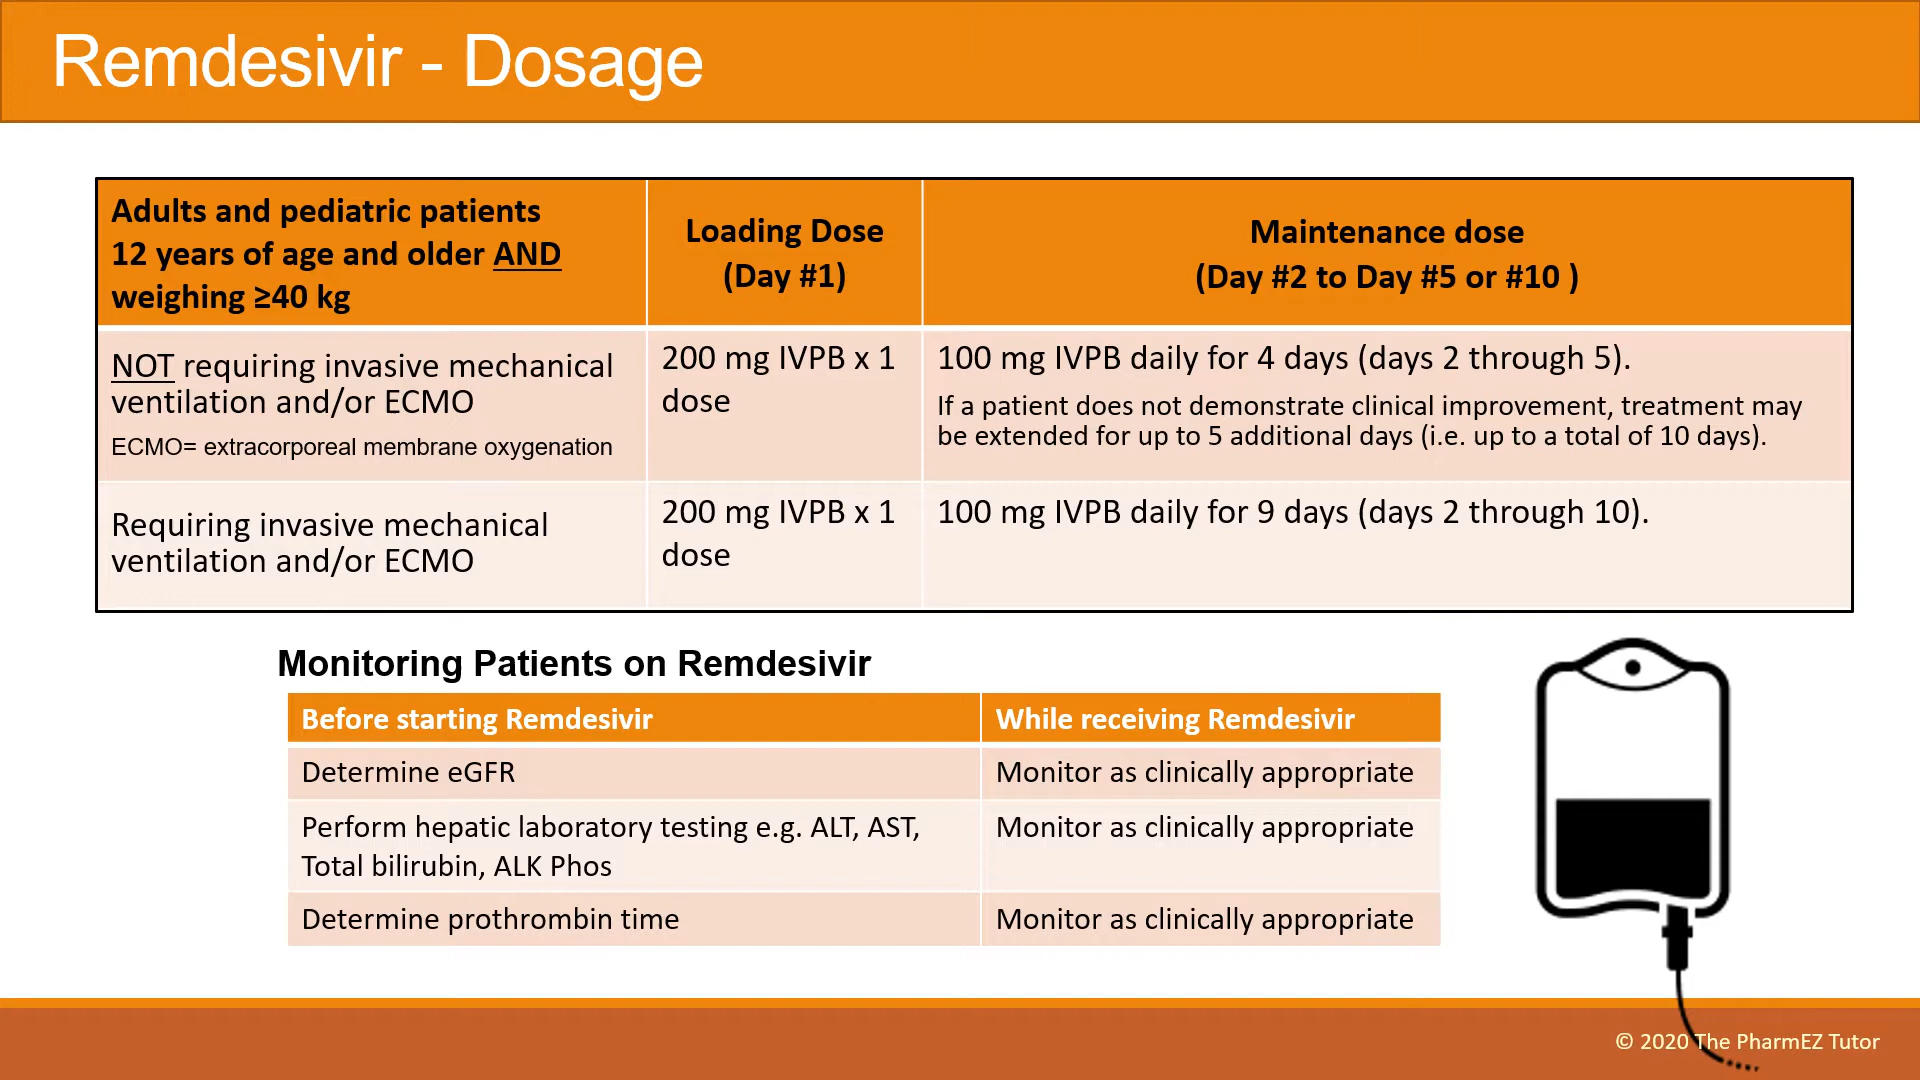 Remdesivir - Dosage
Adults and pediatric patients
12 years of age and older AND
weighing ≥40 kg
Loading Dose
(Day #1)
Maintenance dose
(Day #2 to Day #5 or #10 )
NOT requiring invasive mechanical
ventilation and/or ECMO
ECMO= extracorporeal membrane oxygenation
200 mg IVPB x 1
dose
100 mg IVPB daily for 4 days (days 2 through 5).
If a patient does not demonstrate clinical improvement, treatment may
be extended for up to 5 additional days (i.e. up to a total of 10 days).
Requiring invasive mechanical
ventilation and/or ECMO
200 mg IVPB x 1
dose
100 mg IVPB daily for 9 days (days 2 through 10).
Monitoring Patients on Remdesivir
Before starting Remdesivir
While receiving Remdesivir
Determine eGFR
Monitor as clinically appropriate
Perform hepatic laboratory testing e.g. ALT, AST,
Total bilirubin, ALK Phos
Monitor as clinically appropriate
Determine prothrombin time
Monitor as clinically appropriate
© 2020 The PharmEZ Tutor